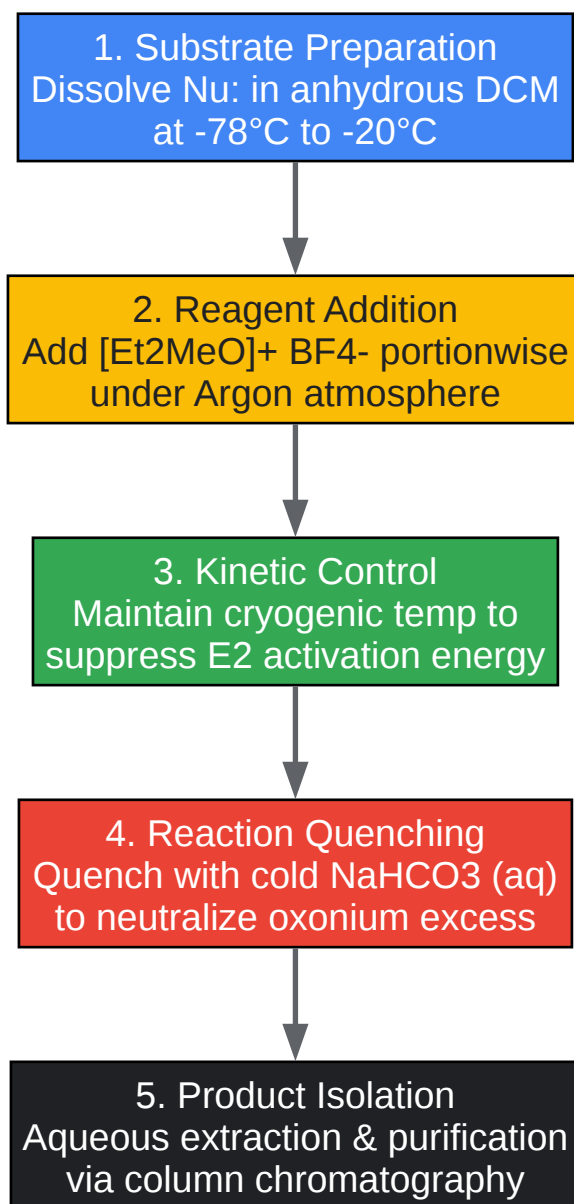 1. Substrate Preparation
Dissolve Nu: in anhydrous DCM
at -78°C to -20°C
2. Reagent Addition
Add [Et2MeO]+ BF4- portionwise
under Argon atmosphere
3. Kinetic Control
Maintain cryogenic temp to
suppress E2 activation energy
4. Reaction Quenching
Quench with cold NaHCO3 (aq)
to neutralize oxonium excess
5. Product Isolation
Aqueous extraction & purification
via column chromatography